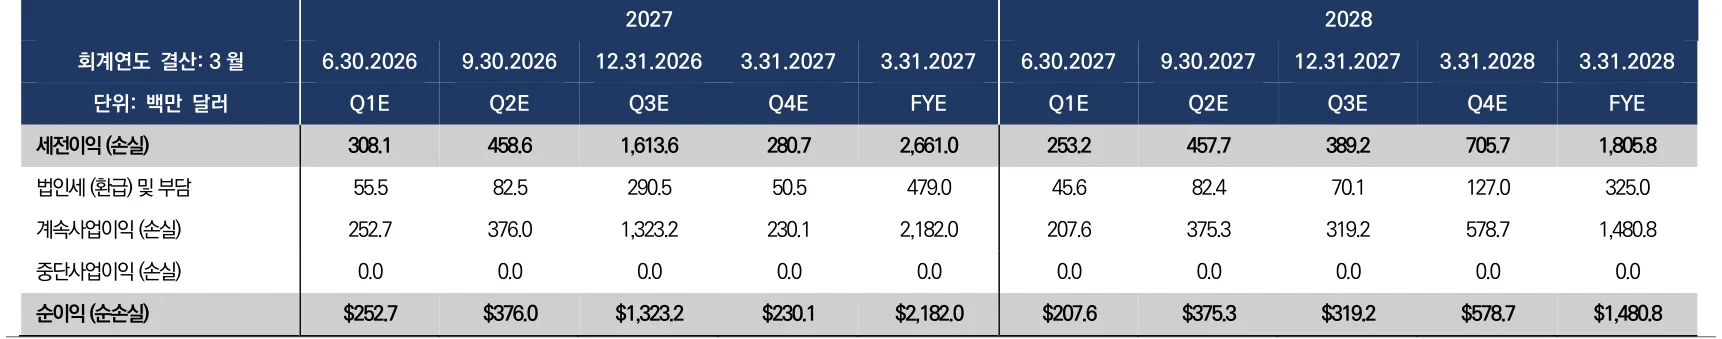 2027 2028
회계연도 결산: 3월 6.30.2026 9.30.2026 12.31.2026 3.31.2027 3.31.2027 6.30.2027 9.30.2027 12.31.2027 3.31.2028 3.31.2028
단위: 백만 달러 Q1E Q2E Q3E Q4E FYE Q1E Q2E Q3E Q4E FYE
세전이익 (손실) 308.1 458.6 1,613.6 280.7 2,661.0 253.2 457.7 389.2 705.7 1,805.8
법인세 (환급) 및 부담 55.5 82.5 290.5 50.5 479.0 45.6 82.4 70.1 127.0 325.0
계속사업이익 (손실) 252.7 376.0 1,323.2 230.1 2,182.0 207.6 375.3 319.2 578.7 1,480.8
중단사업이익 (손실) 0.0 0.0 0.0 0.0 0.0 0.0 0.0 0.0 0.0 0.0
순이익 (순손실) $252.7 $376.0 $1,323.2 $230.1 $2,182.0 $207.6 $375.3 $319.2 $578.7 $1,480.8